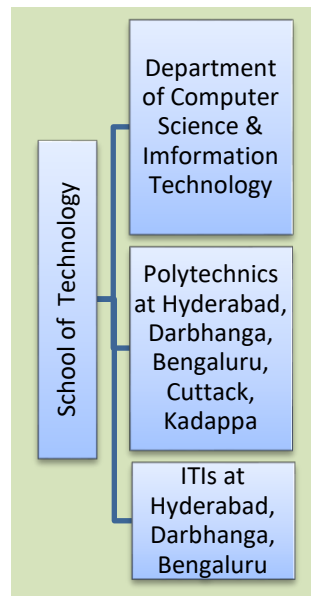 School of Technology
Department
of Computer
Science &
Imformation
Technology
Polytechnics
at Hyderabad,
Darbhanga,
Bengaluru,
Cuttack,
Kadappa
ITIs at
Hyderabad,
Darbhanga,
Bengaluru